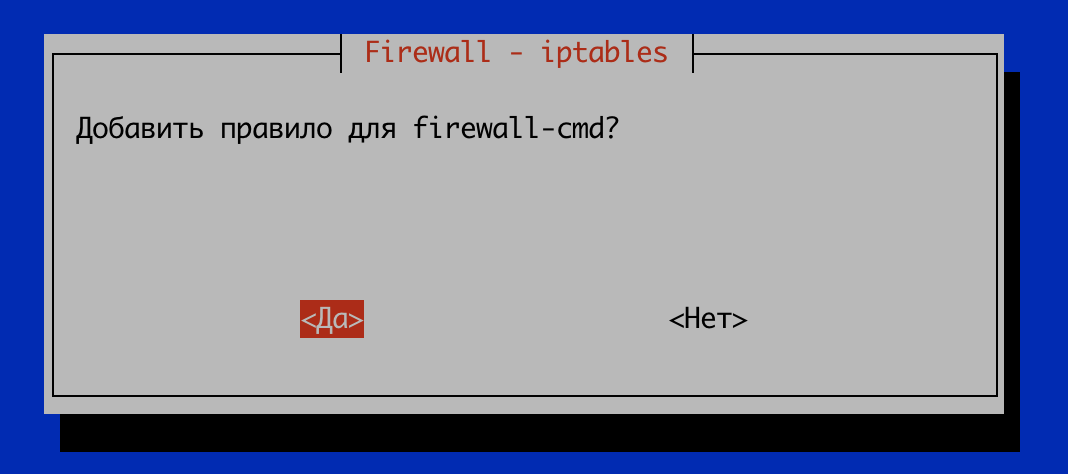 Firewall - iptables
Добавить правило для firewall-cmd?
<Да> <Нет>